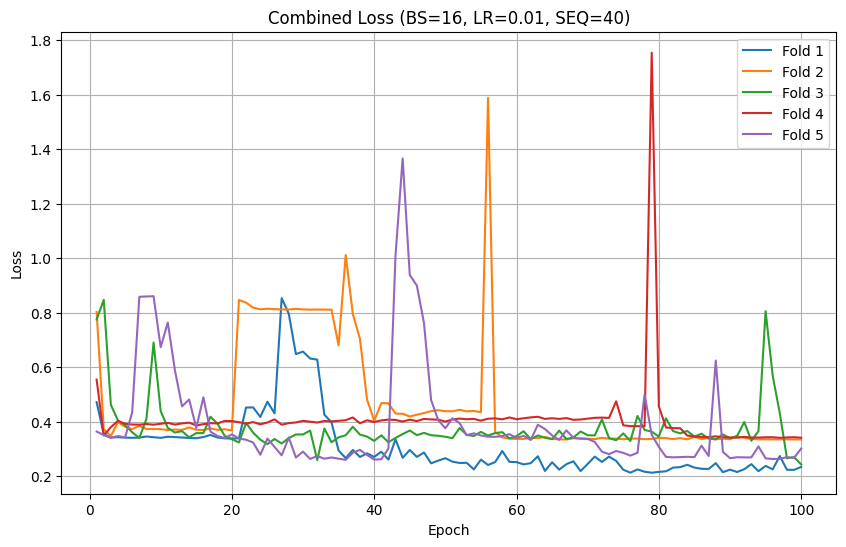 Combined Loss (BS=16, LR=0.01, SEQ=40)
Loss
1.8
1.6
1.4
1.2
1.0
0.8
0.6
0.4
0.2
Fold 1
Fold 2
Fold 3
Fold 4
Fold 5
0 20 40 60 80 100
Epoch